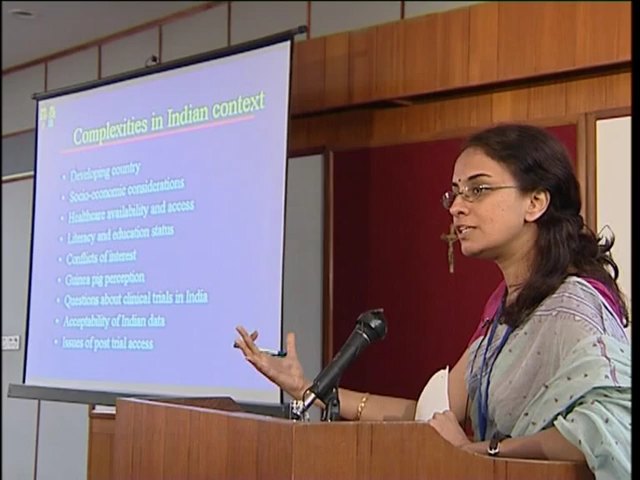 Complexities in Indian context
• Developing country
• Socio-economic considerations
• Healthcare availability and access
• Literacy and education status
• Conflicts of interest
• Guinea pig perception
• Questions about clinical trials in India
• Acceptability of Indian data
• Issues of post trial access